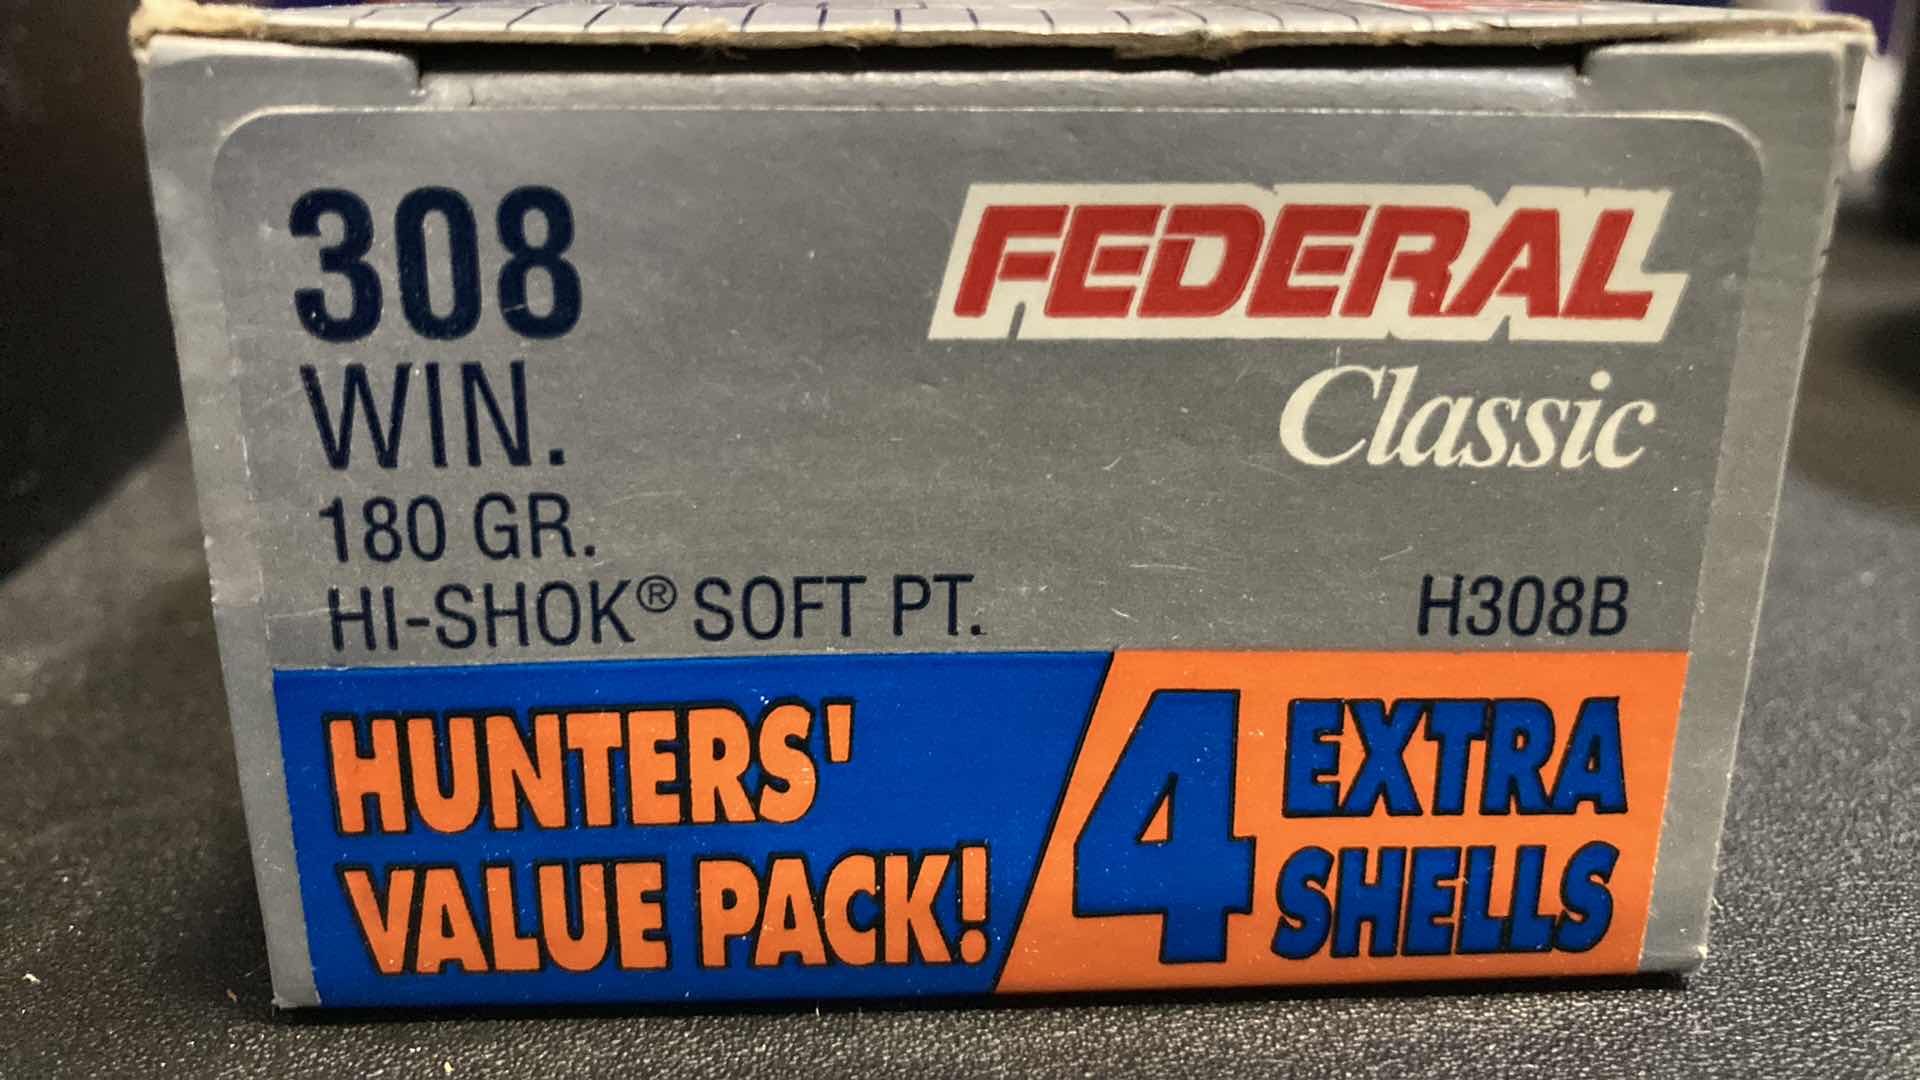 308
WIN.
180 GR.
HI-SHOK® SOFT PT.
FEDERAL
Classic
H308B
HUNTERS'
VALUE PACK!
4 EXTRA
SHELLS